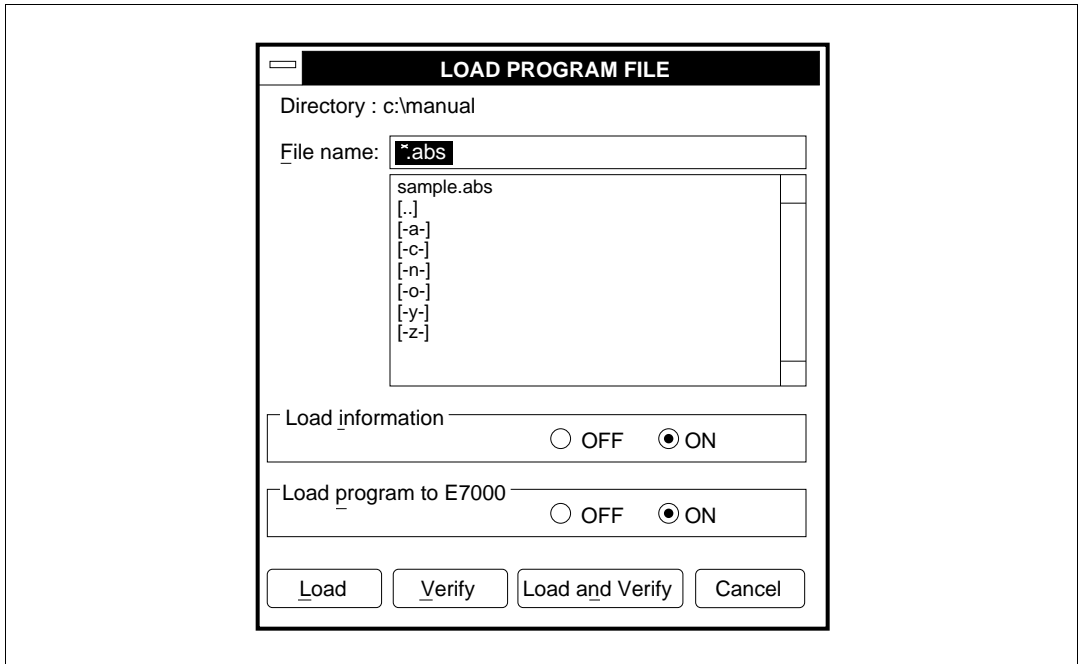 LOAD PROGRAM FILE
Directory : c:\manual
File name: *.abs
sample.abs
[..]
[-a-]
[-c-]
[-n-]
[-o-]
[-y-]
[-z-]
Load information
OFF ON
Load program to E7000
OFF ON
Load Verify Load and Verify Cancel